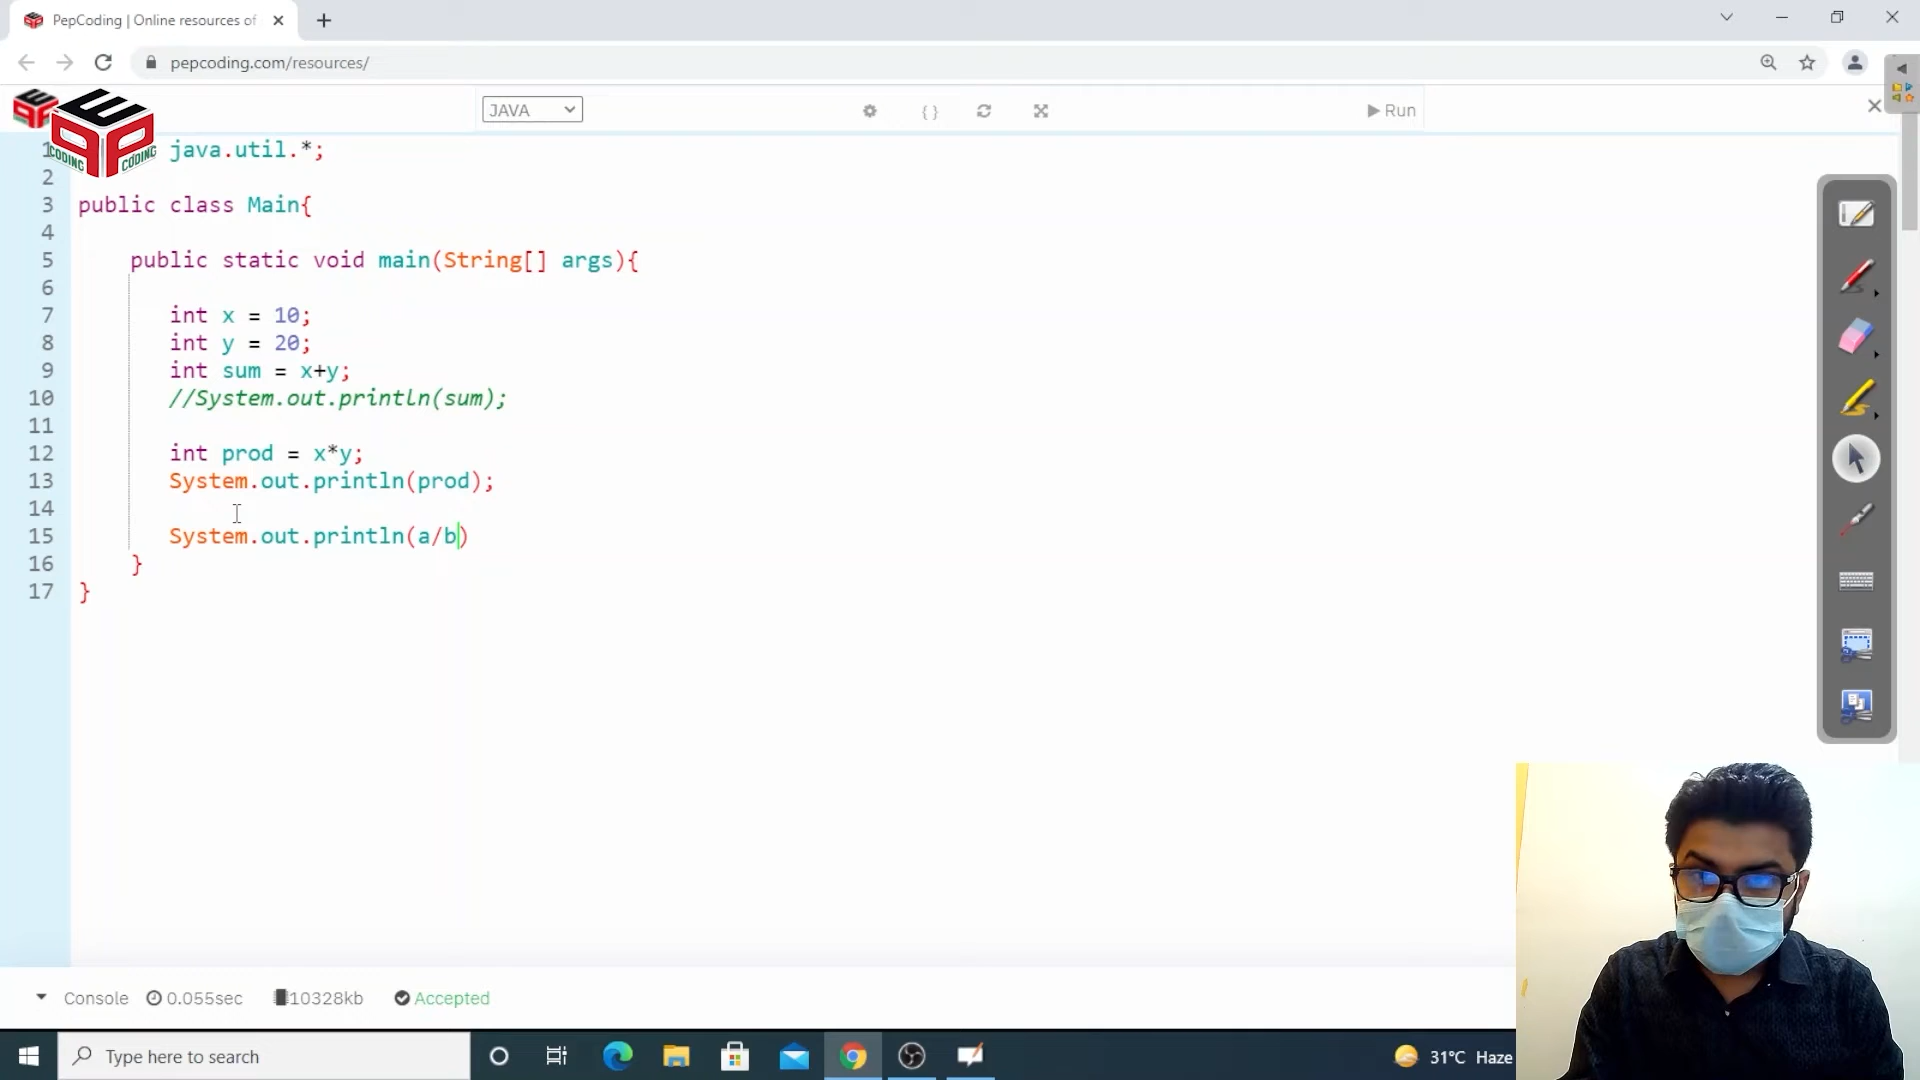 PepCoding | Online resources of
pepcoding.com/resources/
JAVA
Run
CODING CODING
1 java.util.*;
2
3 public class Main{
4
5 public static void main(String[] args){
6
7 int x = 10;
8 int y = 20;
9 int sum = x+y;
10 //System.out.println(sum);
11
12 int prod = x*y;
13 System.out.println(prod);
14
15 System.out.println(a/b)
16 }
17 }
Console 0.055sec 10328kb Accepted
Type here to search
31°C Haze